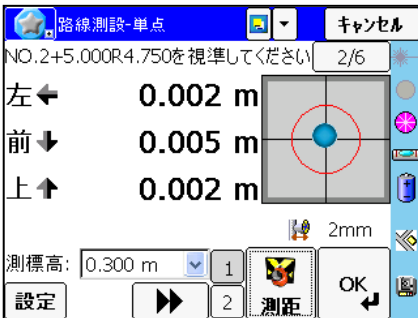 路線測設-単点
キャンセル
NO.2+5.000R4.750を視準してください
2/6
左← 0.002 m
前↓ 0.005 m
上↑ 0.002 m
2mm
測標高: 0.300 m
1
2
設定
測距
OK